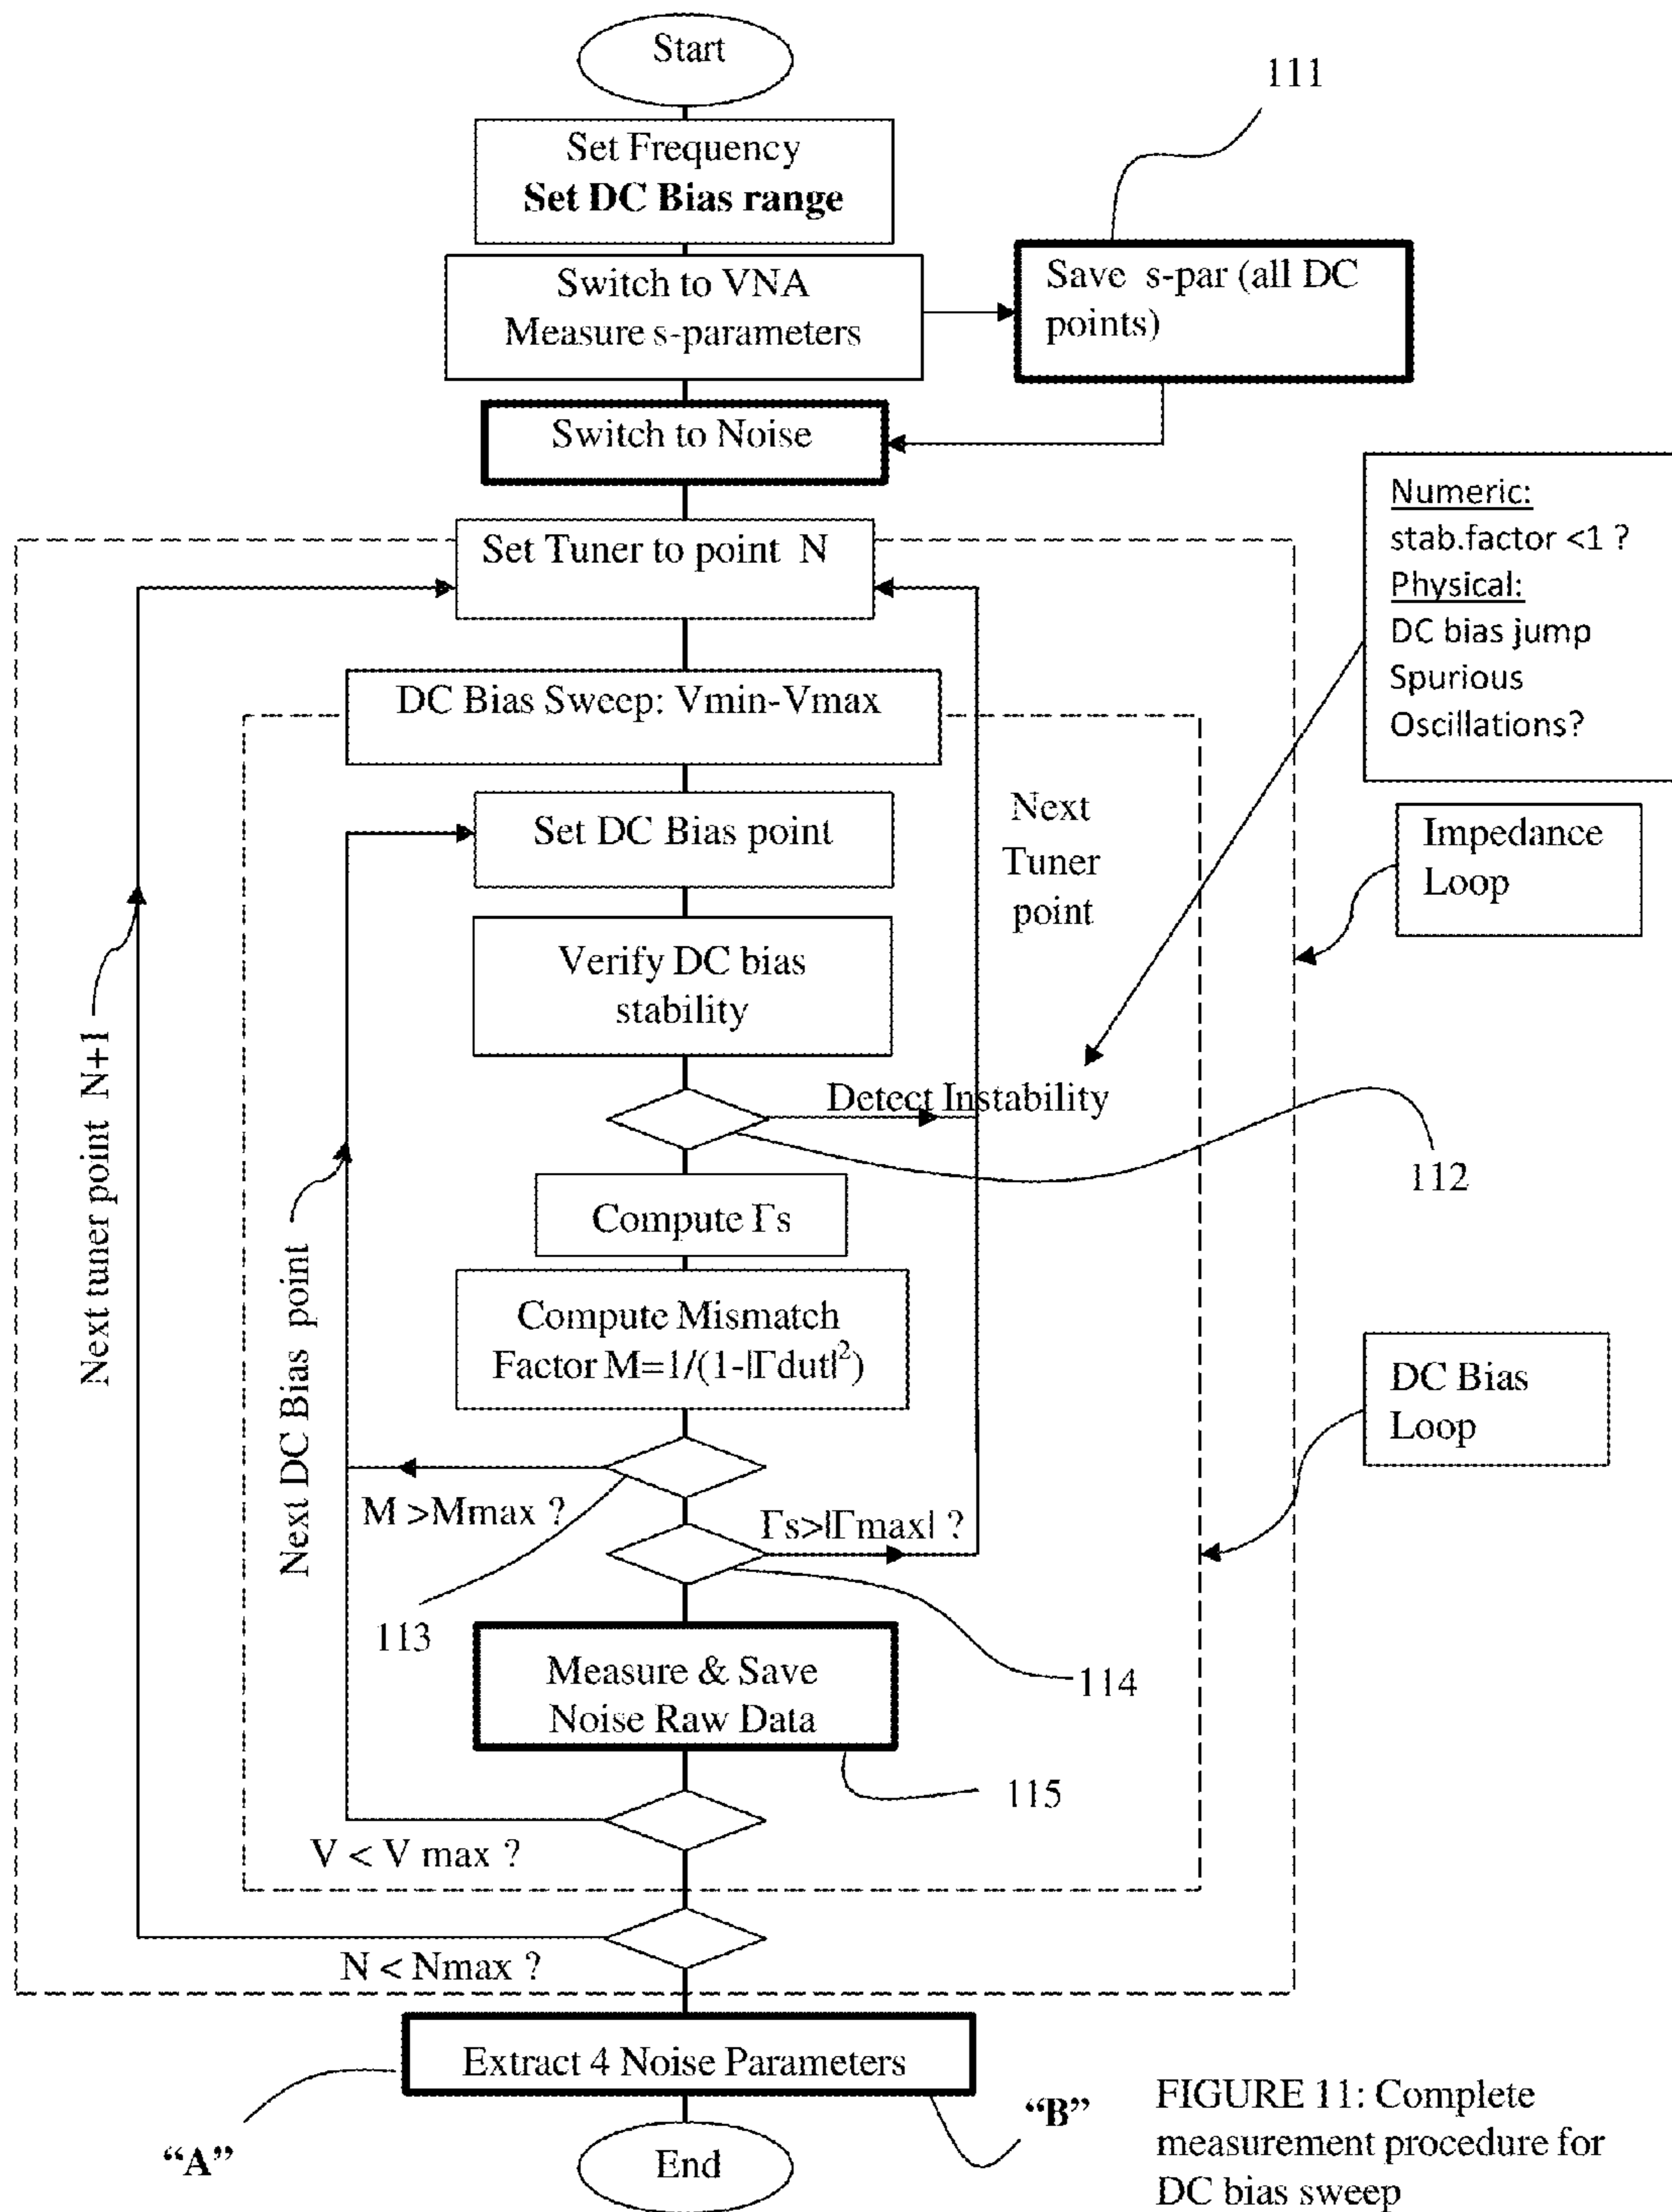 Start
111
Set Frequency
Set DC Bias range
Switch to VNA
Measure s-parameters
Save s-par (all DC
points)
Switch to Noise
Numeric:
stab.factor <1 ?
Physical:
DC bias jump
Spurious
Oscillations?
Set Tuner to point N
DC Bias Sweep: Vmin-Vmax
Set DC Bias point
Next
Tuner
point
Impedance
Loop
Verify DC bias
stability
Detect Instability
112
Next tuner point N+1
Next DC Bias point
Compute Γs
Compute Mismatch
Factor M=1/(1-|Γdut|²)
DC Bias
Loop
M >Mmax ?
Γs>|Γmax| ?
113
114
Measure & Save
Noise Raw Data
115
V < V max ?
N < Nmax ?
Extract 4 Noise Parameters
“A”
“B”
End
FIGURE 11: Complete
measurement procedure for
DC bias sweep